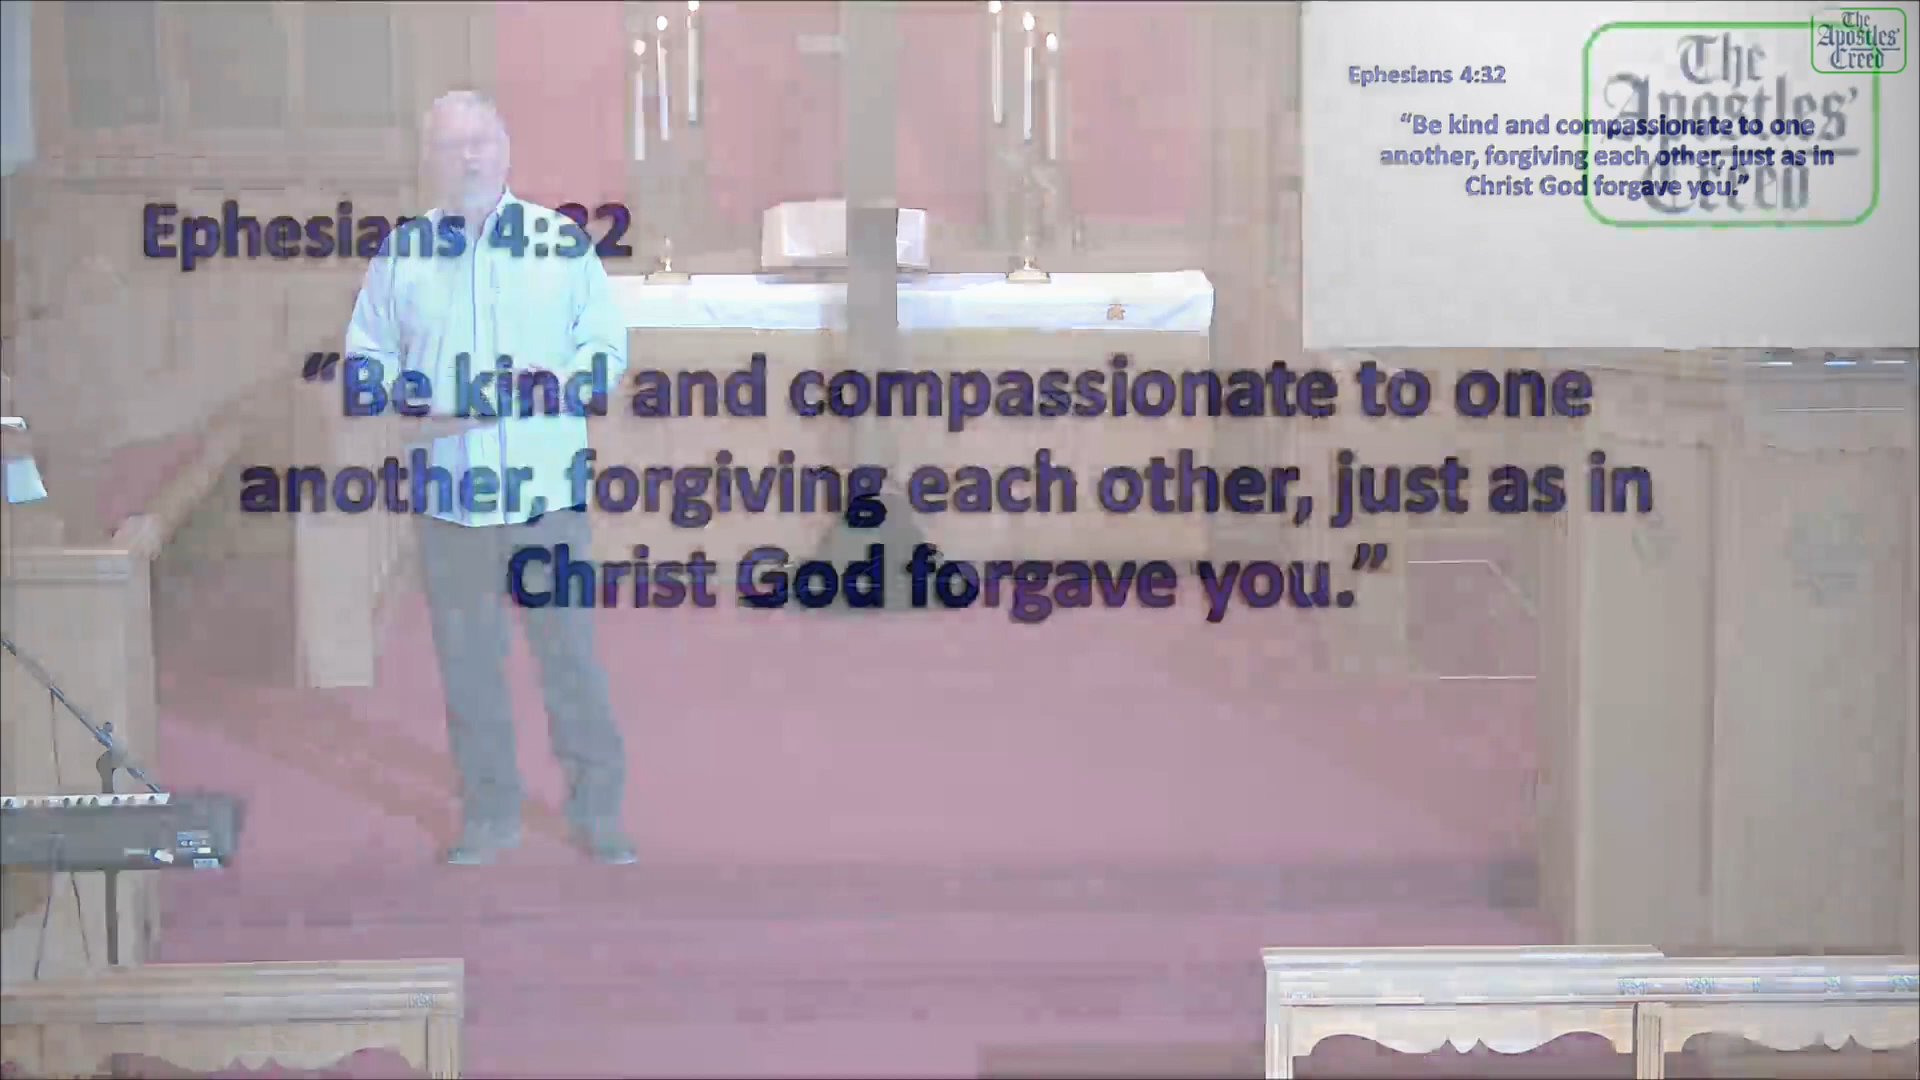 The
Apostles'
Creed
The
Apostles'
Creed
Ephesians 4:32
“Be kind and compassionate to one
another, forgiving each other, just as in
Christ God forgave you.”
Ephesians 4:32
“Be kind and compassionate to one
another, forgiving each other, just as in
Christ God forgave you.”